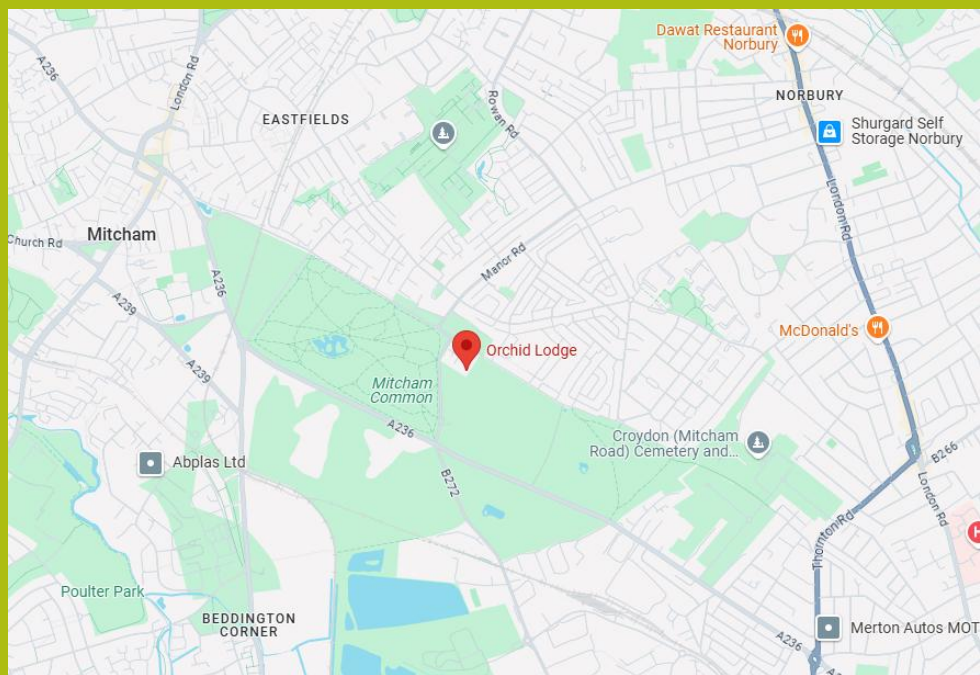 Dawat Restaurant
Norbury
A236
London Rd
NORBURY
Rowan Rd
EASTFIELDS
Shurgard Self
Storage Norbury
London Rd
Mitcham
Church Rd
Manor Rd
A236
A239
McDonald's
Orchid Lodge
A239
Mitcham
Common
A236
Croydon (Mitcham
Road) Cemetery and...
B266
Abplas Ltd
B272
London Rd
Thornton Rd
H
Poulter Park
BEDDINGTON
CORNER
Merton Autos MOT
A236